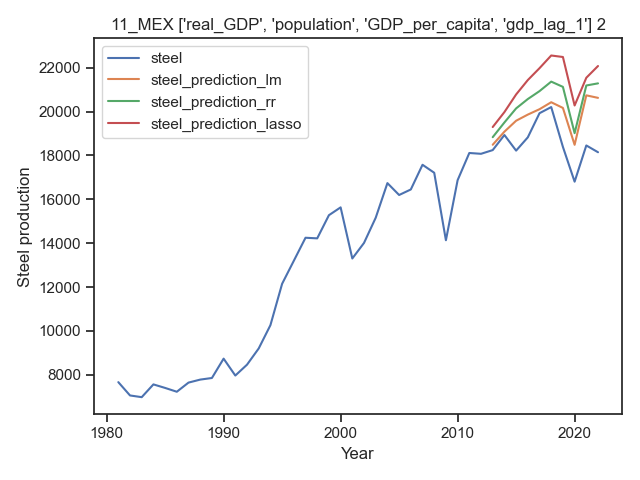 11_MEX ['real_GDP', 'population', 'GDP_per_capita', 'gdp_lag_1'] 2
steel
steel_prediction_lm
steel_prediction_rr
steel_prediction_lasso
Steel production
22000
20000
18000
16000
14000
12000
10000
8000
1980
1990
2000
2010
2020
Year